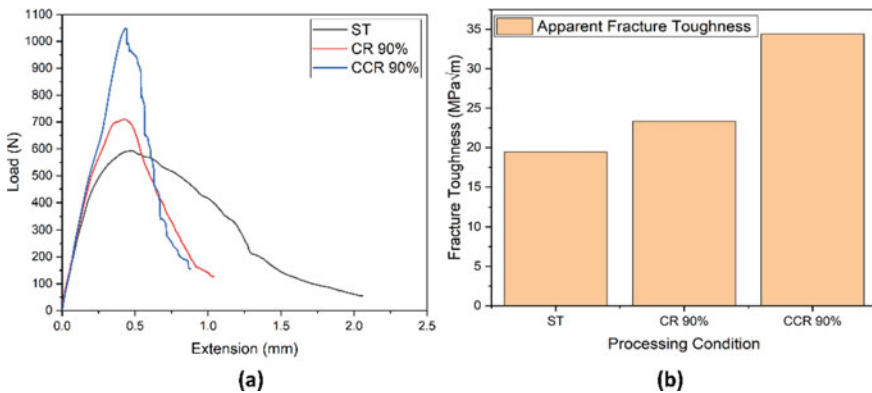 1100
1000
900
800
700
600
500
400
300
200
100
0
Load (N)
ST
CR 90%
CCR 90%
0.0 0.5 1.0 1.5 2.0 2.5
Extension (mm)
(a)
35
30
25
20
15
10
5
0
Fracture Toughness (MPa√m)
Apparent Fracture Toughness
ST CR 90% CCR 90%
Processing Condition
(b)